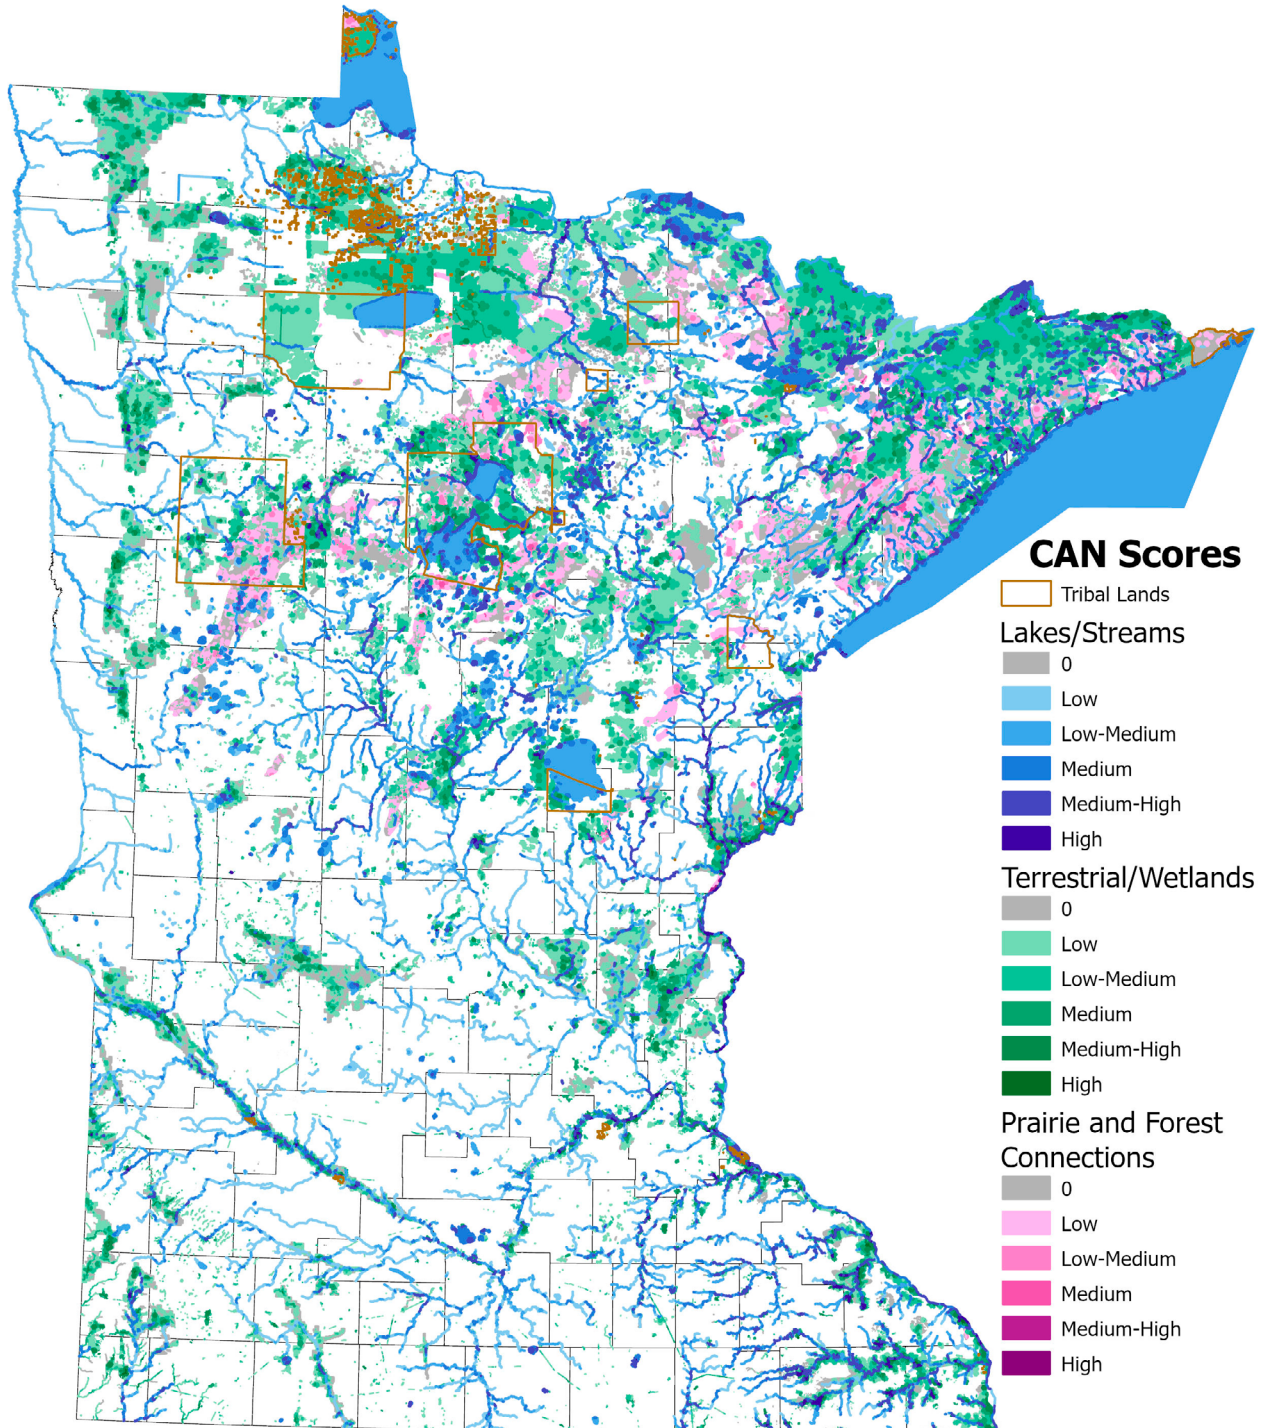 CAN Scores
Tribal Lands
Lakes/Streams
0
Low
Low-Medium
Medium
Medium-High
High
Terrestrial/Wetlands
0
Low
Low-Medium
Medium
Medium-High
High
Prairie and Forest
Connections
0
Low
Low-Medium
Medium
Medium-High
High